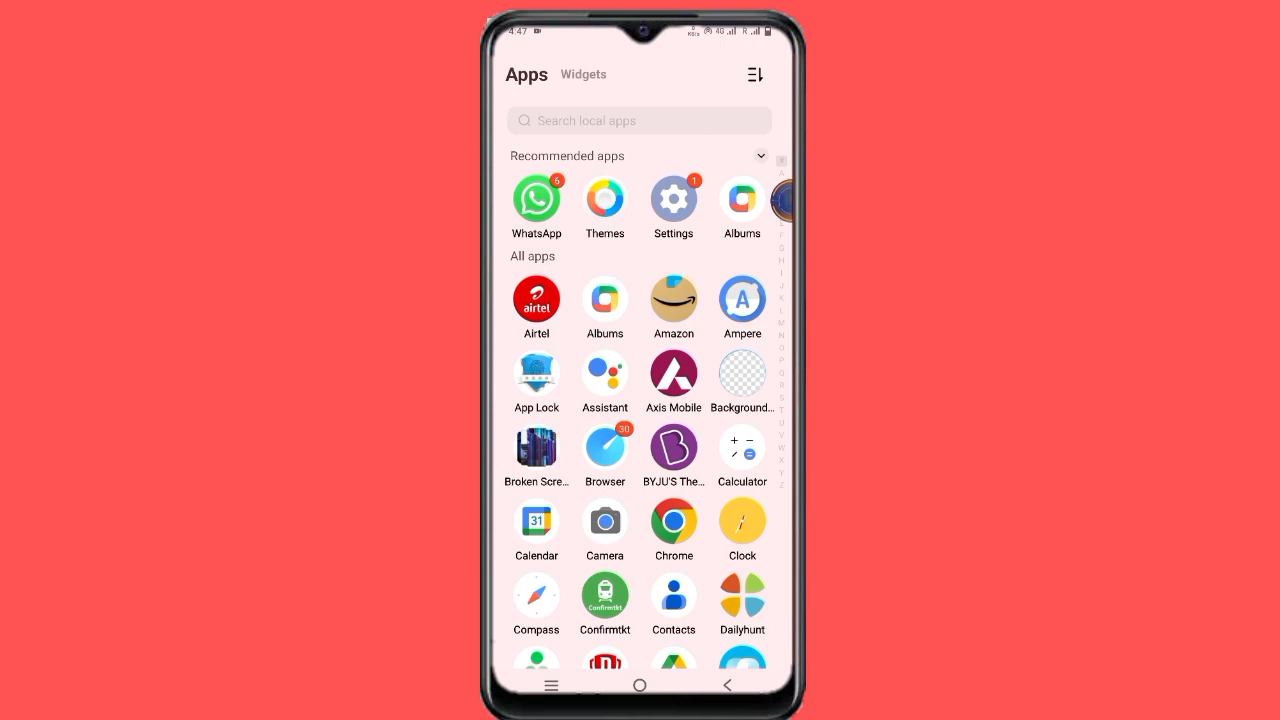 4:47 4G R
Apps Widgets
Search local apps
Recommended apps
6 1
WhatsApp Themes Settings Albums
All apps
airtel A
Airtel Albums Amazon Ampere
App Lock Assistant Axis Mobile Background...
30
Broken Scre... Browser BYJU'S The... Calculator
31
Calendar Camera Chrome Clock
Confirmtkt
Compass Confirmtkt Contacts Dailyhunt
A
F
G
H
I
J
K
L
M
N
O
P
Q
R
S
T
U
V
W
X
Y
Z